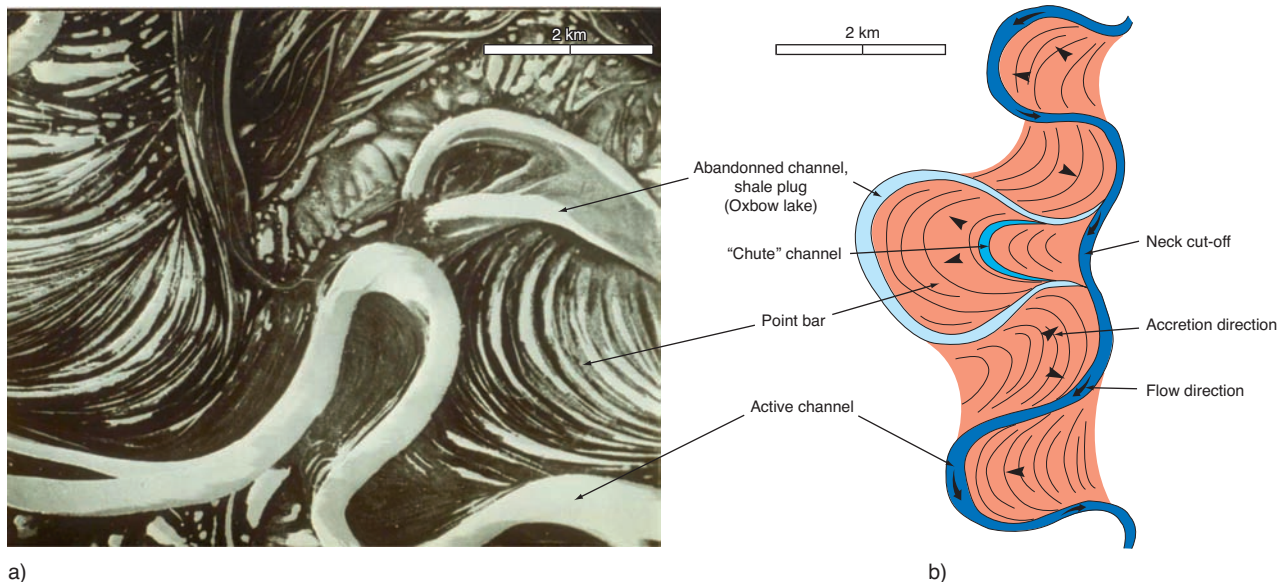 2 km
2 km
Abandonned channel,
shale plug
(Oxbow lake)
"Chute" channel
Neck cut-off
Point bar
Accretion direction
Flow direction
Active channel
a)
b)